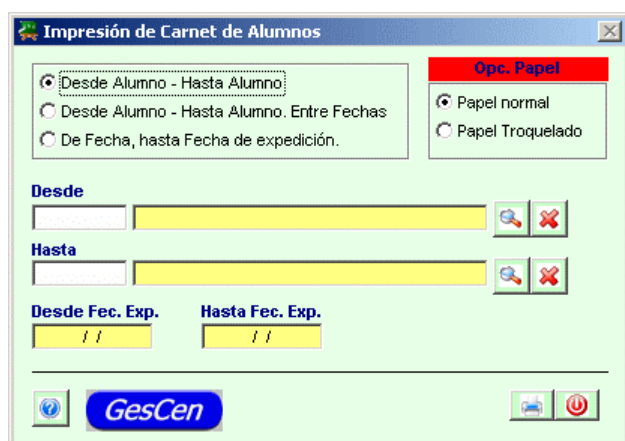 Impresión de Carnet de Alumnos
Desde Alumno - Hasta Alumno
Desde Alumno - Hasta Alumno. Entre Fechas
De Fecha, hasta Fecha de expedición.
Opc. Papel
Papel normal
Papel Troquelado
Desde
Hasta
Desde Fec. Exp. Hasta Fec. Exp.
/ / / /
GesCen